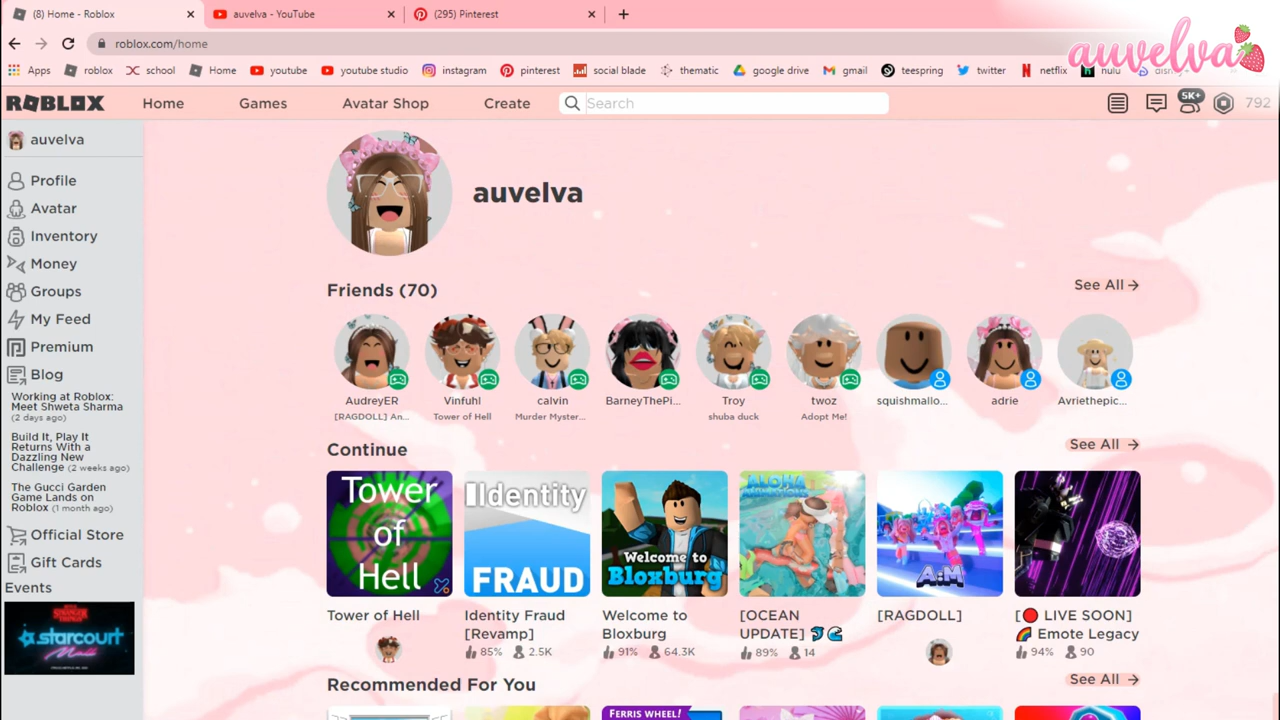 (8) Home - Roblox
auvelva - YouTube
(295) Pinterest
roblox.com/home
auvelva
Apps
roblox
school
Home
youtube
youtube studio
instagram
pinterest
social blade
thematic
google drive
gmail
teespring
twitter
netflix
hulu
disney+
ROBLOX
Home
Games
Avatar Shop
Create
Search
5K+
792
auvelva
Profile
Avatar
Inventory
Money
Groups
My Feed
Premium
Blog
Working at Roblox:
Meet Shweta Sharma
(2 days ago)
Build It, Play It
Returns With a
Dazzling New
Challenge (2 weeks ago)
The Gucci Garden
Game Lands on
Roblox (1 month ago)
Official Store
Gift Cards
Events
STRANGER
THINGS
starcourt
Mall
auvelva
Friends (70)
See All
AudreyER
[RAGDOLL] An...
Vinfuhl
Tower of Hell
calvin
Murder Myster...
BarneyThePi...
Troy
shuba duck
twoz
Adopt Me!
squishmallo...
adrie
Avriethepic...
Continue
See All
Tower
of
Hell
Tower of Hell
Identity
FRAUD
Identity Fraud
[Revamp]
85% 2.5K
Welcome to
Bloxburg
Welcome to
Bloxburg
91% 64.3K
ALOHA
ANIMATIONS
[OCEAN
UPDATE]
89% 14
A:M
[RAGDOLL]
[🔴 LIVE SOON]
🌈 Emote Legacy
94% 90
Recommended For You
See All
FERRIS WHEEL!